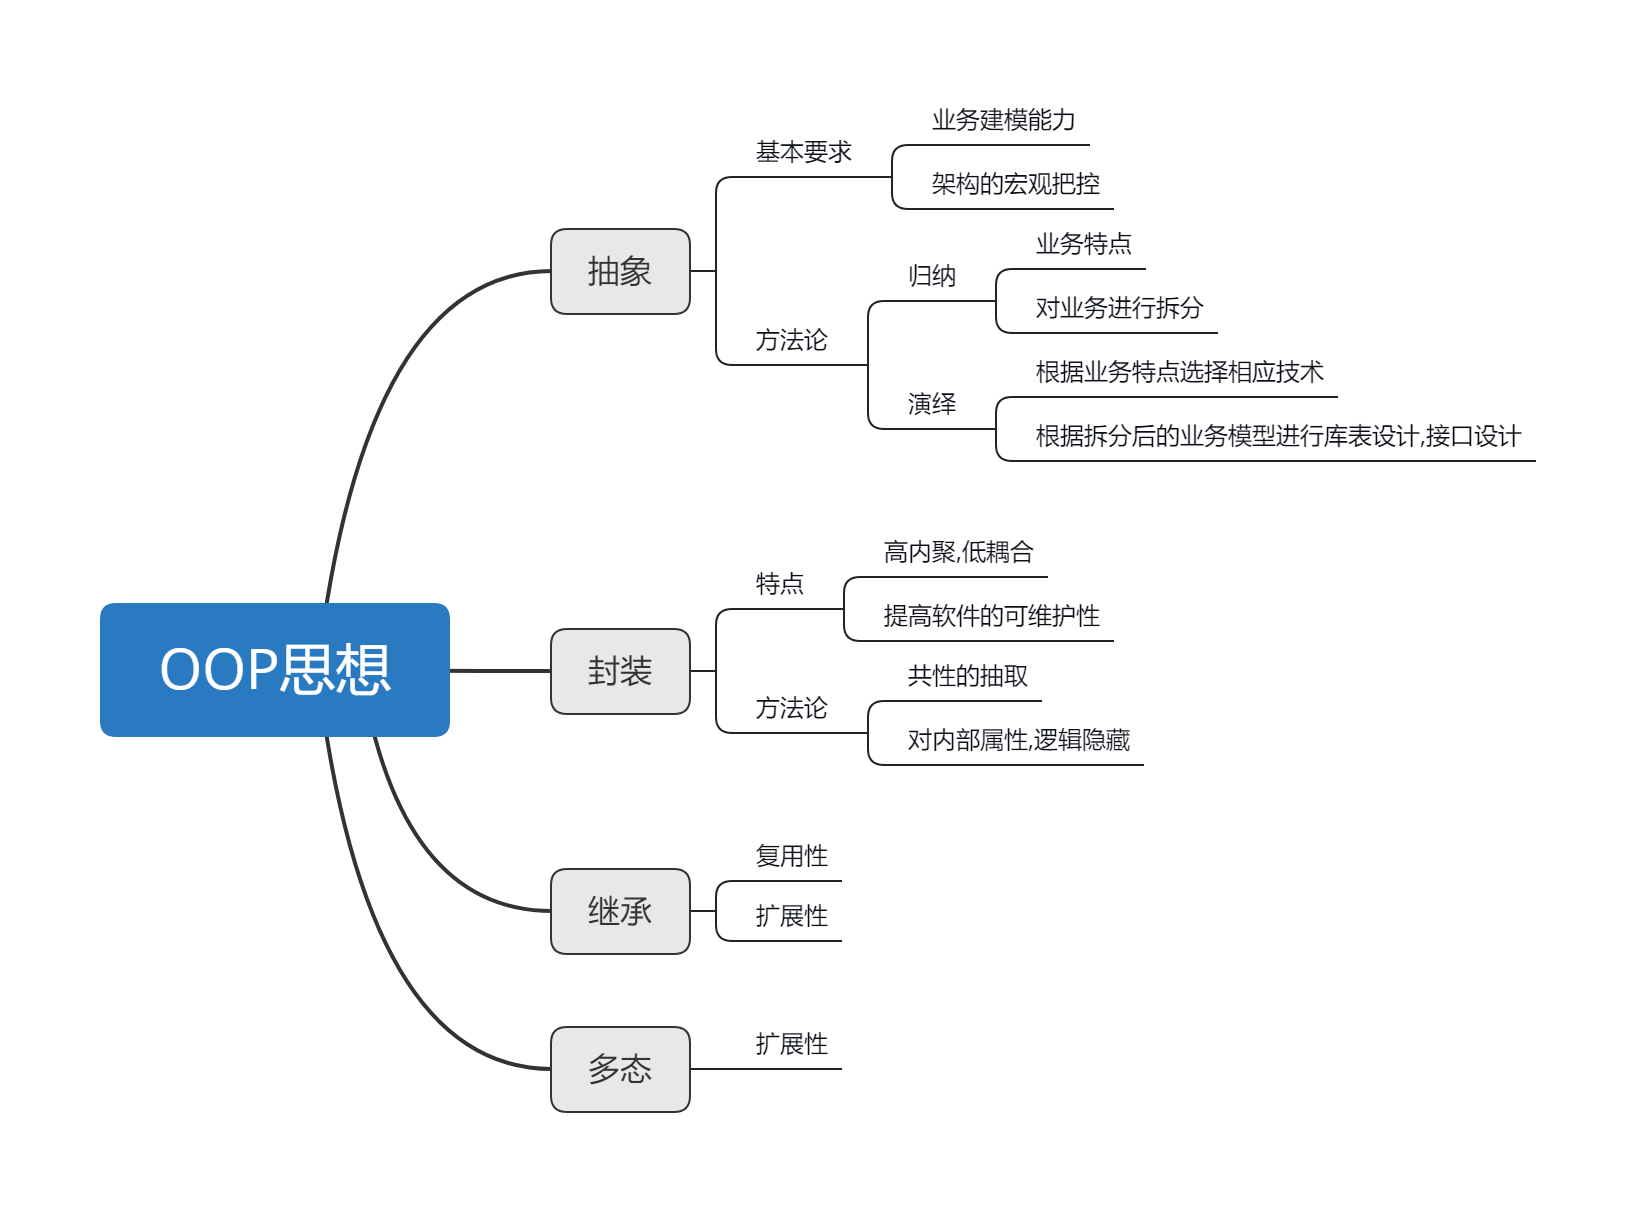 OOP思想
抽象
基本要求
业务建模能力
架构的宏观把控
方法论
归纳
业务特点
对业务进行拆分
演绎
根据业务特点选择相应技术
根据拆分后的业务模型进行库表设计,接口设计
封装
特点
高内聚,低耦合
提高软件的可维护性
方法论
共性的抽取
对内部属性,逻辑隐藏
继承
复用性
扩展性
多态
扩展性